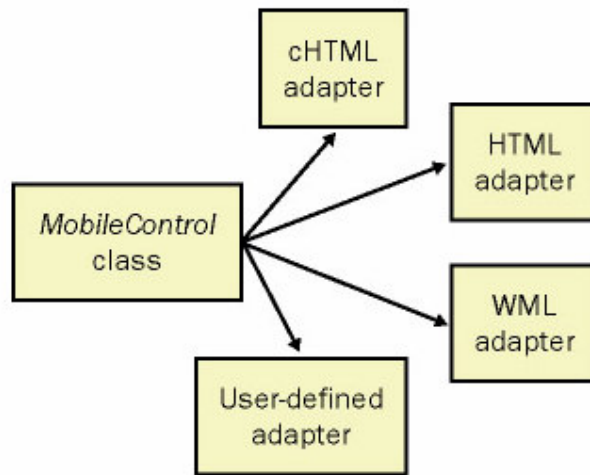 cHTML
adapter
HTML
adapter
MobileControl
class
WML
adapter
User-defined
adapter